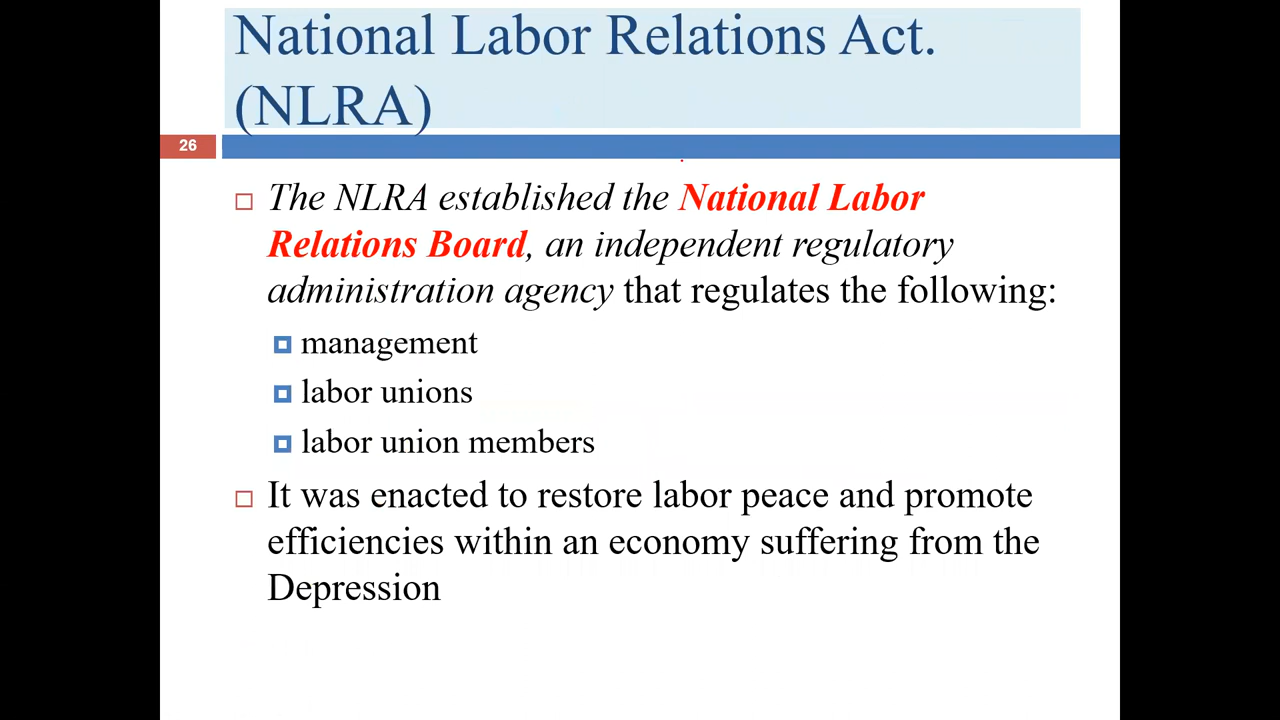 National Labor Relations Act.
(NLRA)
26
The NLRA established the National Labor
Relations Board, an independent regulatory
administration agency that regulates the following:
management
labor unions
labor union members
It was enacted to restore labor peace and promote
efficiencies within an economy suffering from the
Depression